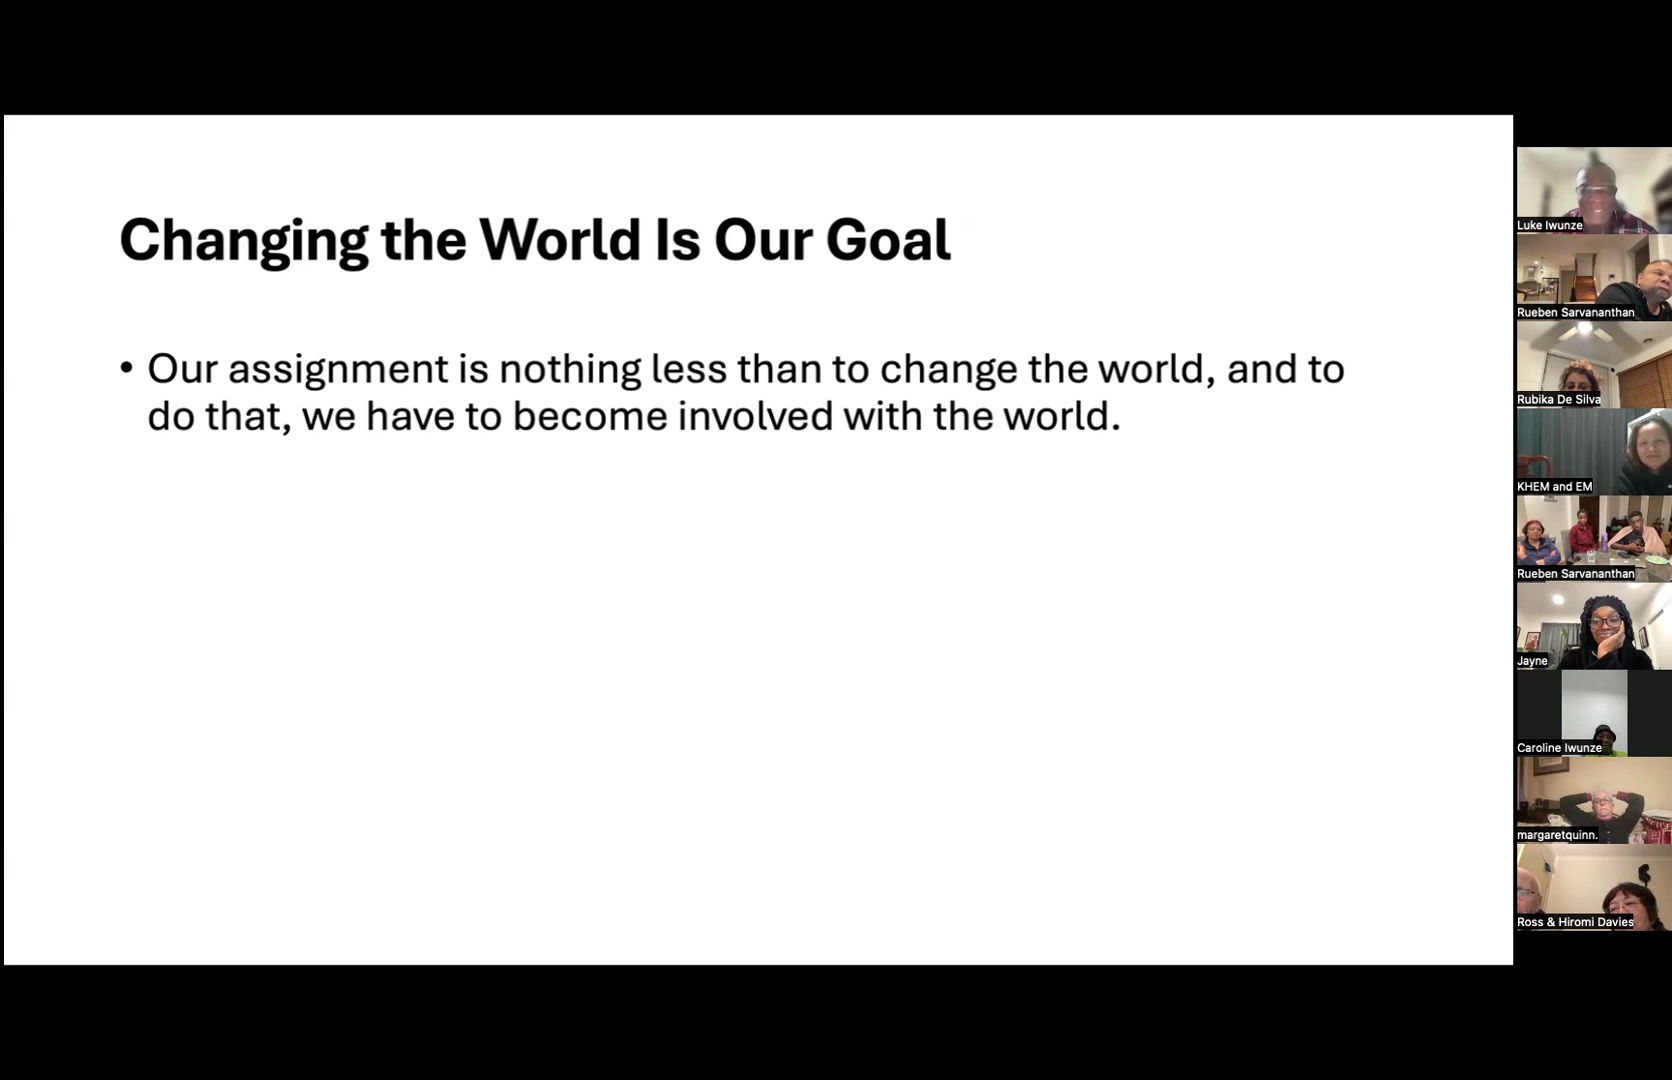 Changing the World Is Our Goal
• Our assignment is nothing less than to change the world, and to
do that, we have to become involved with the world.
Luke Iwunze
Rueben Sarvananthan
Rubika De Silva
KHEM and EM
Rueben Sarvananthan
Jayne
Caroline Iwunze
margaretquinn.
Ross & Hiromi Davies